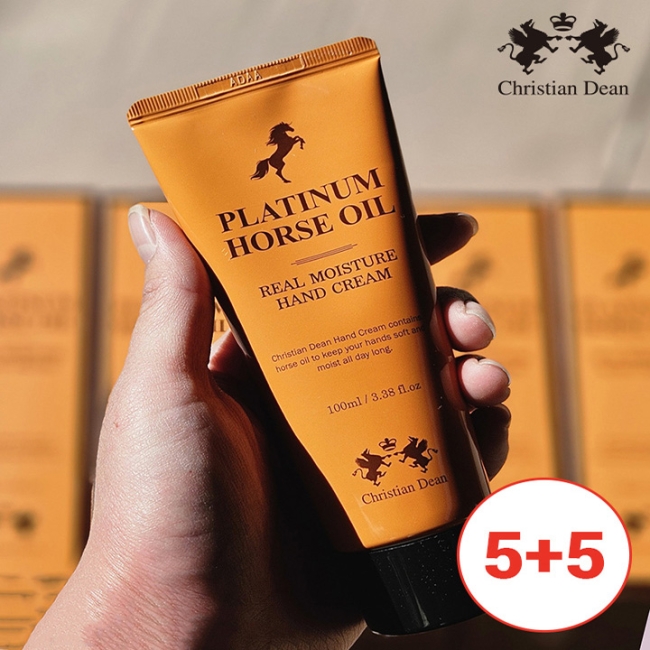 Christian Dean
PLATINUM
HORSE OIL
REAL MOISTURE
HAND CREAM
Christian Dean Hand Cream contains
horse oil to keep your hands soft and
moist all day long.
100ml / 3.38 fl.oz
Christian Dean
5+5